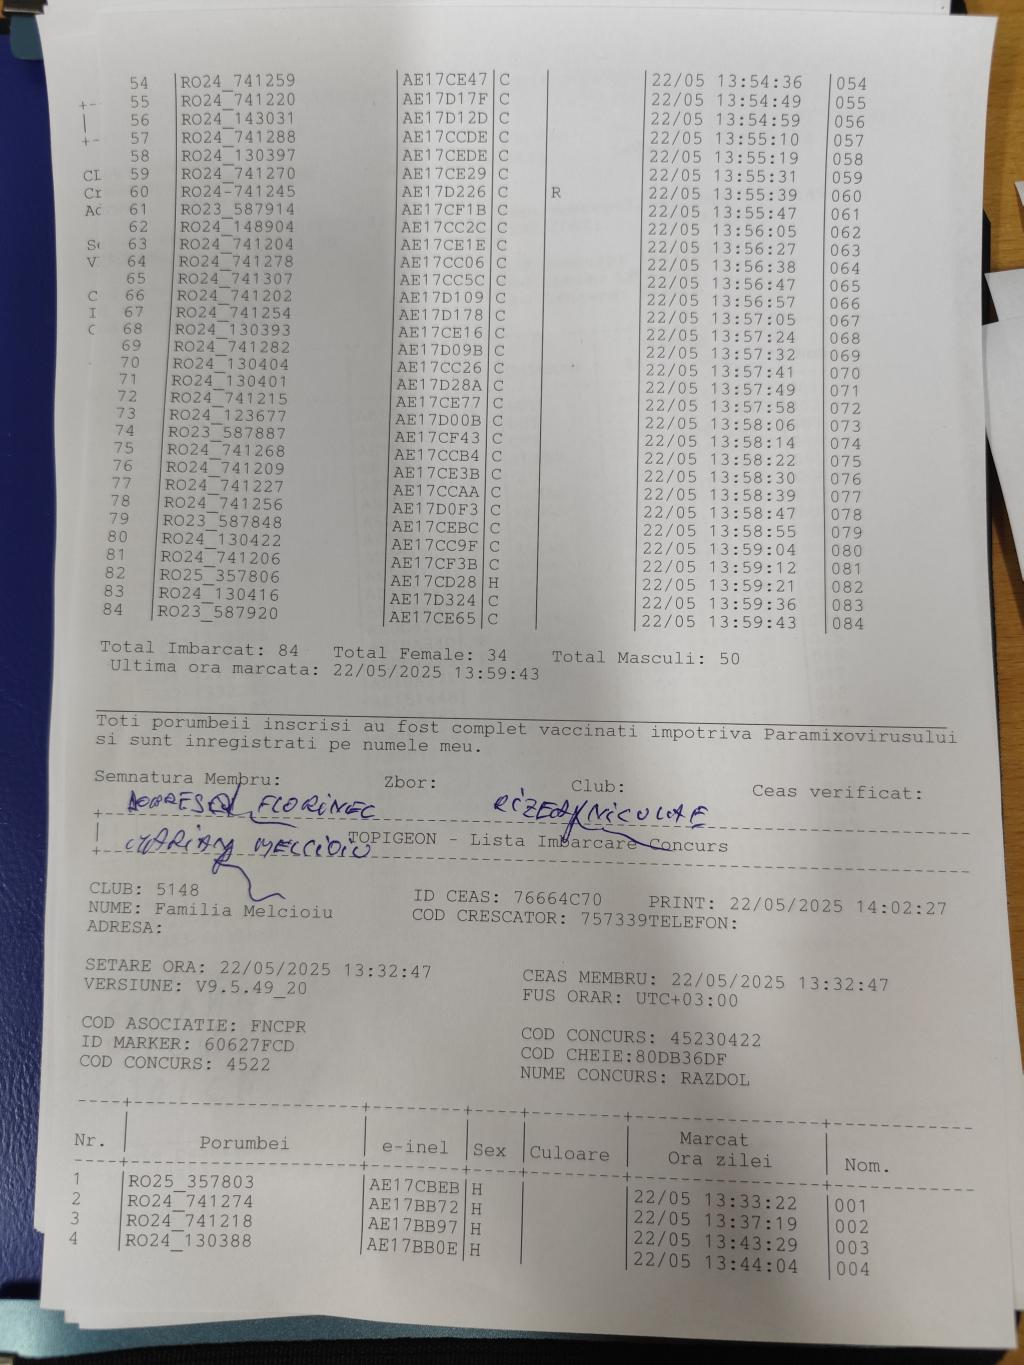 54 |RO24_741259 |AE17CE47|C | |22/05 13:54:36 |054
+- 55 |RO24_741220 |AE17D17F|C | |22/05 13:54:49 |055
| 56 |RO24_143031 |AE17D12D|C | |22/05 13:54:59 |056
+- 57 |RO24_741288 |AE17CCDE|C | |22/05 13:55:10 |057
58 |RO24_130397 |AE17CEDE|C | |22/05 13:55:19 |058
CL 59 |RO24_741270 |AE17CE29|C | |22/05 13:55:31 |059
60 |RO24-741245 |AE17D226|C |R |22/05 13:55:39 |060
61 |RO23_587914 |AE17CF1B|C | |22/05 13:55:47 |061
62 |RO24_148904 |AE17CC2C|C | |22/05 13:56:05 |062
63 |RO24_741204 |AE17CE1E|C | |22/05 13:56:27 |063
V 64 |RO24_741278 |AE17CC06|C | |22/05 13:56:38 |064
65 |RO24_741307 |AE17CC5C|C | |22/05 13:56:47 |065
C 66 |RO24_741202 |AE17D109|C | |22/05 13:56:57 |066
I 67 |RO24_741254 |AE17D178|C | |22/05 13:57:05 |067
C 68 |RO24_130393 |AE17CE16|C | |22/05 13:57:24 |068
69 |RO24_741282 |AE17D09B|C | |22/05 13:57:32 |069
70 |RO24_130404 |AE17CC26|C | |22/05 13:57:41 |070
71 |RO24_130401 |AE17D28A|C | |22/05 13:57:49 |071
72 |RO24_741215 |AE17CE77|C | |22/05 13:57:58 |072
73 |RO24_123677 |AE17D00B|C | |22/05 13:58:06 |073
74 |RO23_587887 |AE17CF43|C | |22/05 13:58:14 |074
75 |RO24_741268 |AE17CCB4|C | |22/05 13:58:22 |075
76 |RO24_741209 |AE17CE3B|C | |22/05 13:58:30 |076
77 |RO24_741227 |AE17CCAA|C | |22/05 13:58:39 |077
78 |RO24_741256 |AE17D0F3|C | |22/05 13:58:47 |078
79 |RO23_587848 |AE17CEBC|C | |22/05 13:58:55 |079
80 |RO24_130422 |AE17CC9F|C | |22/05 13:59:04 |080
81 |RO24_741206 |AE17CF3B|C | |22/05 13:59:12 |081
82 |RO25_357806 |AE17CD28|H | |22/05 13:59:21 |082
83 |RO24_130416 |AE17D324|C | |22/05 13:59:36 |083
84 |RO23_587920 |AE17CE65|C | |22/05 13:59:43 |084
Total Imbarcat: 84 Total Female: 34 Total Masculi: 50
Ultima ora marcata: 22/05/2025 13:59:43
Toti porumbeii inscrisi au fost complet vaccinati impotriva Paramixovirusului
si sunt inregistrati pe numele meu.
Semnatura Membru: Zbor: Club: Ceas verificat:
FLORINEC RIZEA NICULAE
MARIAN MELCIOIU
TOPIGEON - Lista Imbarcare Concurs
CLUB: 5148 ID CEAS: 76664C70 PRINT: 22/05/2025 14:02:27
NUME: Familia Melcioiu COD CRESCATOR: 757339TELEFON:
ADRESA:
SETARE ORA: 22/05/2025 13:32:47 CEAS MEMBRU: 22/05/2025 13:32:47
VERSIUNE: V9.5.49_20 FUS ORAR: UTC+03:00
COD ASOCIATIE: FNCPR COD CONCURS: 45230422
ID MARKER: 60627FCD COD CHEIE:80DB36DF
COD CONCURS: 4522 NUME CONCURS: RAZDOL
Nr. | Porumbei | e-inel |Sex |Culoare | Marcat Ora zilei | Nom.
1 |RO25_357803 |AE17CBEB|H | |22/05 13:33:22 |001
2 |RO24_741274 |AE17BB72|H | |22/05 13:37:19 |002
3 |RO24_741218 |AE17BB97|H | |22/05 13:43:29 |003
4 |RO24_130388 |AE17BB0E|H | |22/05 13:44:04 |004